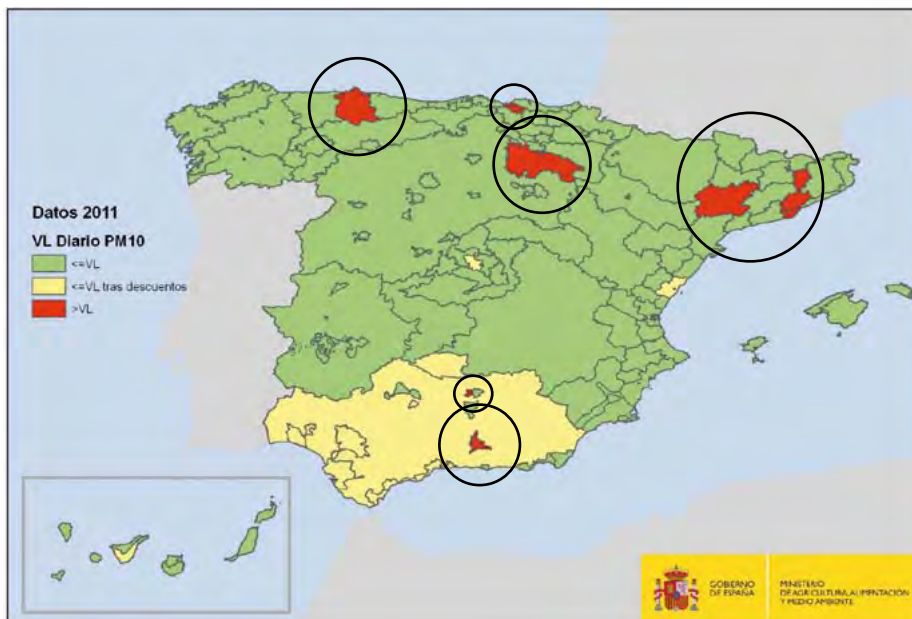 Datos 2011
VL Diario PM10
<=VL
<=VL tras descuentos
>VL
GOBIERNO
DE ESPAÑA
MINISTERIO
DE AGRICULTURA, ALIMENTACIÓN
Y MEDIO AMBIENTE